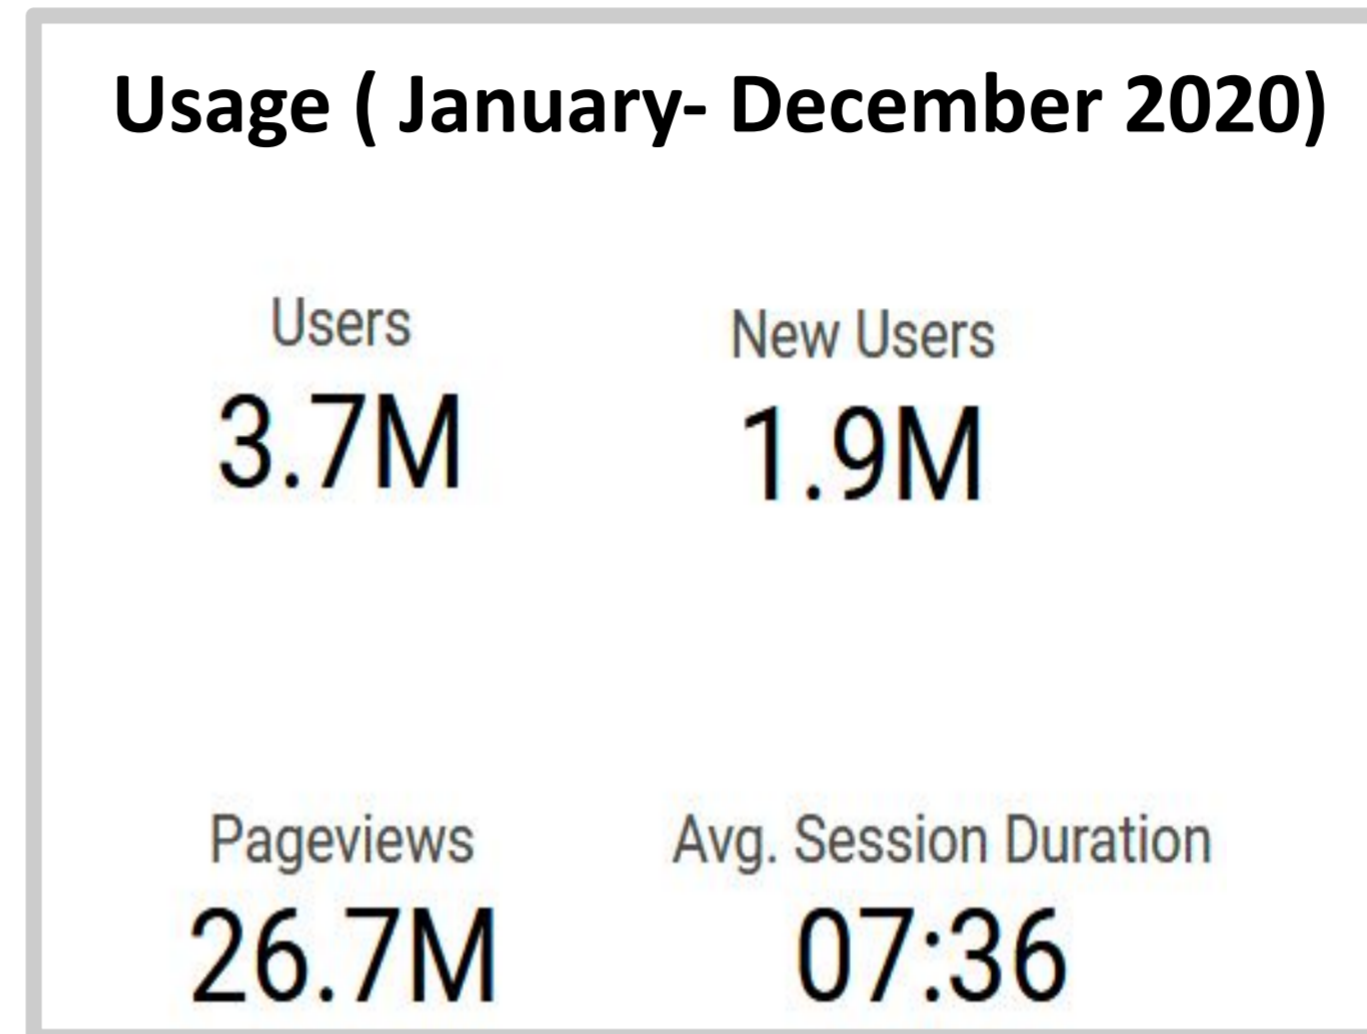 Usage ( January- December 2020)
Users
3.7M
New Users
1.9M
Pageviews
26.7M
Avg. Session Duration
07:36